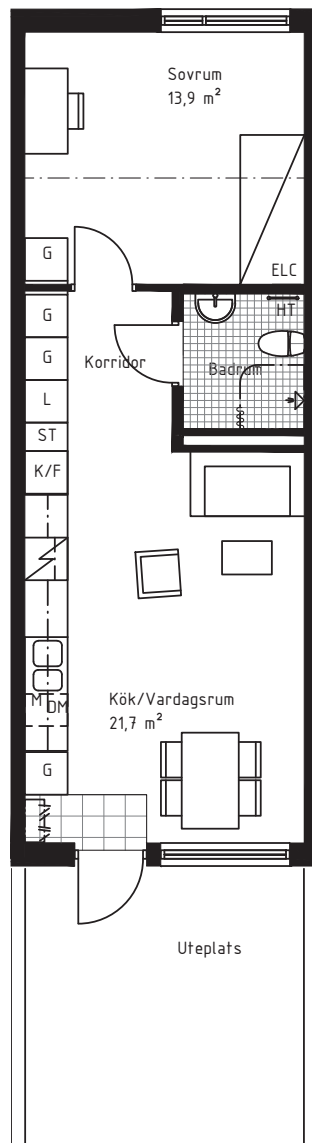 Sovrum
13,9 m²
G
ELC
G
HT
G
Korridor
Badrum
L
ST
K/F
M
DM
Kök/Vardagsrum
21,7 m²
G
Uteplats